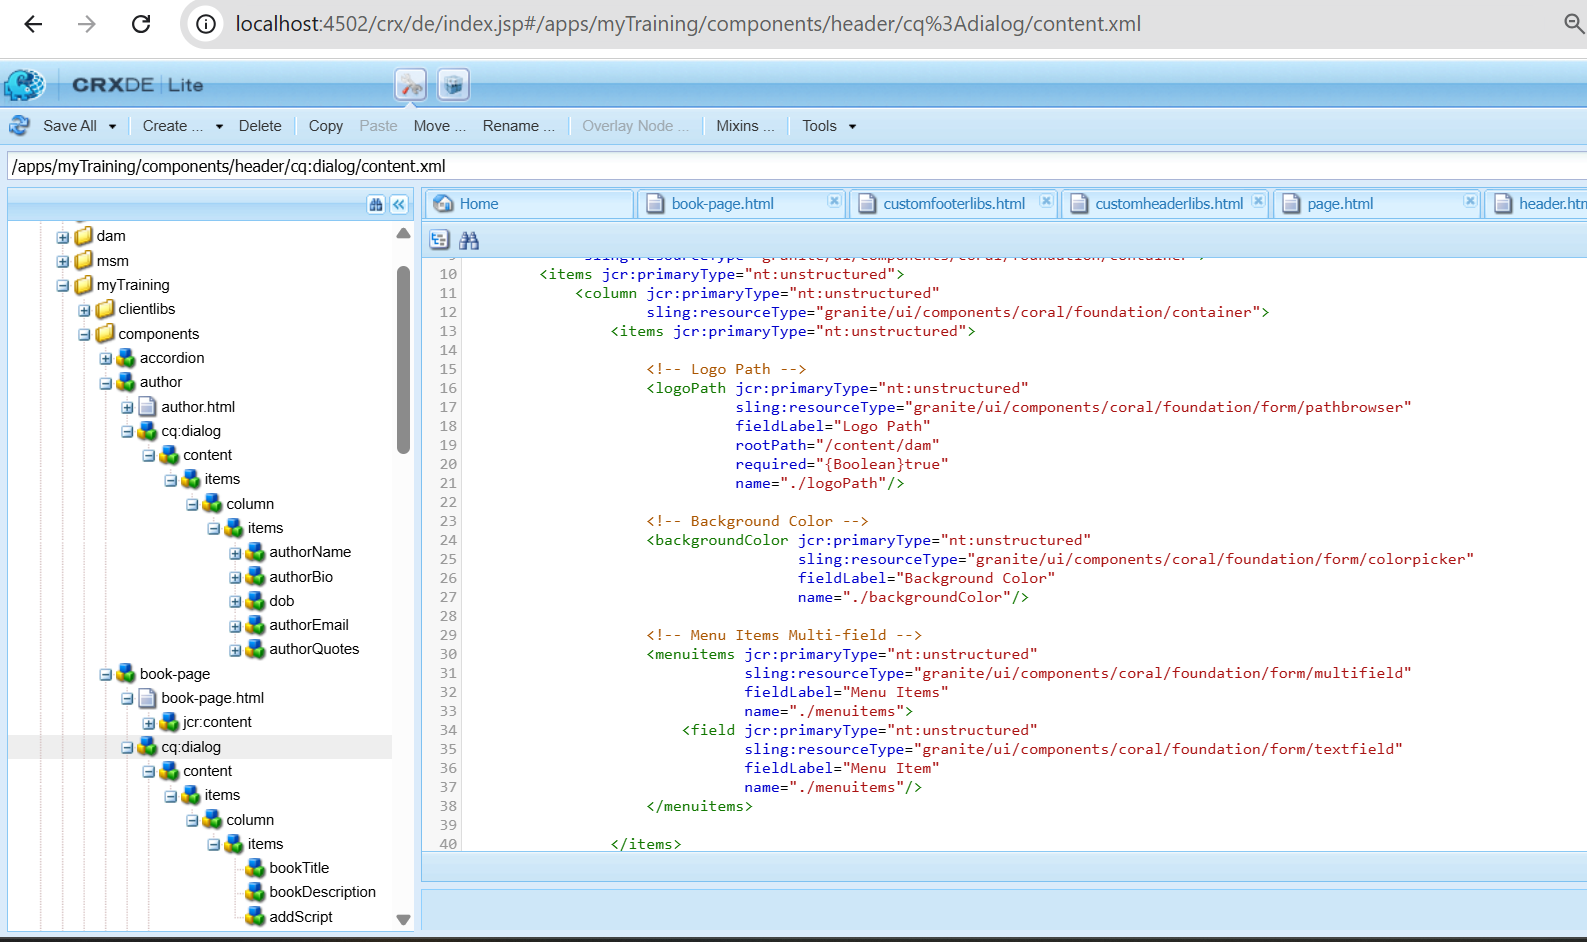 localhost:4502/crx/de/index.jsp#/apps/myTraining/components/header/cq%3Adialog/content.xml
CRXDE | Lite
Save All Create ... Delete Copy Paste Move ... Rename ... Overlay Node ... Mixins ... Tools
/apps/myTraining/components/header/cq:dialog/content.xml
dam
msm
myTraining
clientlibs
components
accordion
author
author.html
cq:dialog
content
items
column
items
authorName
authorBio
dob
authorEmail
authorQuotes
book-page
book-page.html
jcr:content
cq:dialog
content
items
column
items
bookTitle
bookDescription
addScript
Home book-page.html customfooterlibs.html customheaderlibs.html page.html header.htm
9 sling:resourceType="granite/ui/components/coral/foundation/container">
10 <items jcr:primaryType="nt:unstructured">
11 <column jcr:primaryType="nt:unstructured"
12 sling:resourceType="granite/ui/components/coral/foundation/container">
13 <items jcr:primaryType="nt:unstructured">
14
15 <!-- Logo Path -->
16 <logoPath jcr:primaryType="nt:unstructured"
17 sling:resourceType="granite/ui/components/coral/foundation/form/pathbrowser"
18 fieldLabel="Logo Path"
19 rootPath="/content/dam"
20 required="{Boolean}true"
21 name="./logoPath"/>
22
23 <!-- Background Color -->
24 <backgroundColor jcr:primaryType="nt:unstructured"
25 sling:resourceType="granite/ui/components/coral/foundation/form/colorpicker"
26 fieldLabel="Background Color"
27 name="./backgroundColor"/>
28
29 <!-- Menu Items Multi-field -->
30 <menuitems jcr:primaryType="nt:unstructured"
31 sling:resourceType="granite/ui/components/coral/foundation/form/multifield"
32 fieldLabel="Menu Items"
33 name="./menuitems">
34 <field jcr:primaryType="nt:unstructured"
35 sling:resourceType="granite/ui/components/coral/foundation/form/textfield"
36 fieldLabel="Menu Item"
37 name="./menuitems"/>
38 </menuitems>
39
40 </items>